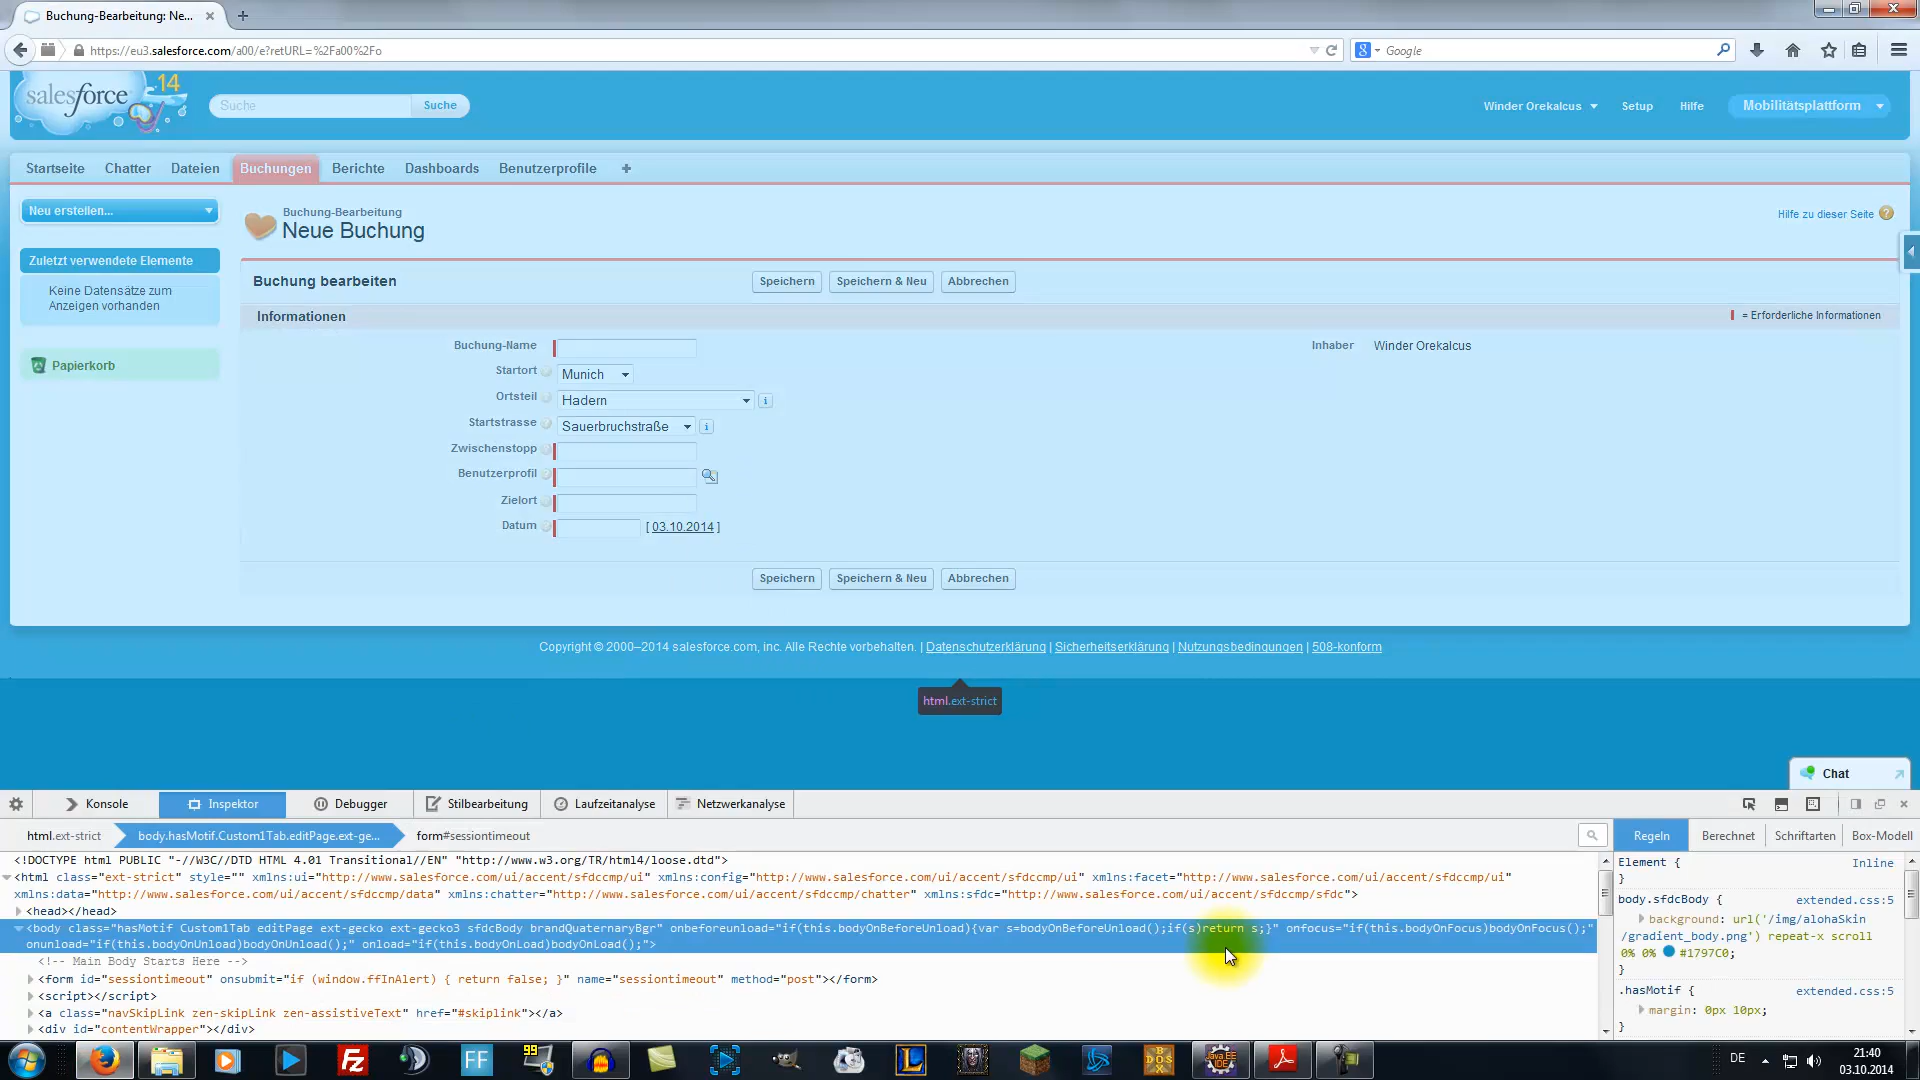 Buchung-Bearbeitung: Ne...
https://eu3.salesforce.com/a00/e?retURL=%2Fa00%2Fo
Google
salesforce 14
Suche
Suche
Winder Orekalcus
Setup
Hilfe
Mobilitätsplattform
Startseite
Chatter
Dateien
Buchungen
Berichte
Dashboards
Benutzerprofile
+
Neu erstellen...
Buchung-Bearbeitung
Neue Buchung
Hilfe zu dieser Seite
Zuletzt verwendete Elemente
Keine Datensätze zum
Anzeigen vorhanden
Papierkorb
Buchung bearbeiten
Speichern
Speichern & Neu
Abbrechen
Informationen
= Erforderliche Informationen
Buchung-Name
Inhaber
Winder Orekalcus
Startort
Munich
Ortsteil
Hadern
Startstrasse
Sauerbruchstraße
Zwischenstopp
Benutzerprofil
Zielort
Datum
[ 03.10.2014 ]
Speichern
Speichern & Neu
Abbrechen
Copyright © 2000–2014 salesforce.com, inc. Alle Rechte vorbehalten. | Datenschutzerklärung | Sicherheitserklärung | Nutzungsbedingungen | 508-konform
html.ext-strict
Chat
Konsole
Inspektor
Debugger
Stilbearbeitung
Laufzeitanalyse
Netzwerkanalyse
html.ext-strict
body.hasMotif.Custom1Tab.editPage.ext-ge...
form#sessiontimeout
Regeln
Berechnet
Schriftarten
Box-Modell
<!DOCTYPE html PUBLIC "-//W3C//DTD HTML 4.01 Transitional//EN" "http://www.w3.org/TR/html4/loose.dtd">
<html class="ext-strict" style="" xmlns:ui="http://www.salesforce.com/ui/accent/sfdccmp/ui" xmlns:config="http://www.salesforce.com/ui/accent/sfdccmp/ui" xmlns:facet="http://www.salesforce.com/ui/accent/sfdccmp/ui"
xmlns:data="http://www.salesforce.com/ui/accent/sfdccmp/data" xmlns:chatter="http://www.salesforce.com/ui/accent/sfdccmp/chatter" xmlns:sfdc="http://www.salesforce.com/ui/accent/sfdccmp/sfdc">
<head></head>
<body class="hasMotif Custom1Tab editPage ext-gecko ext-gecko3 sfdcBody brandQuaternaryBgr" onbeforeunload="if(this.bodyOnBeforeUnload){var s=bodyOnBeforeUnload();if(s)return s;}" onfocus="if(this.bodyOnFocus)bodyOnFocus();"
onunload="if(this.bodyOnUnload)bodyOnUnload();" onload="if(this.bodyOnLoad)bodyOnLoad();">
<!-- Main Body Starts Here -->
<form id="sessiontimeout" onsubmit="if (window.ffInAlert) { return false; }" name="sessiontimeout" method="post"></form>
<script></script>
<a class="navSkipLink zen-skipLink zen-assistiveText" href="#skiplink"></a>
<div id="contentWrapper"></div>
Element {
Inline
}
body.sfdcBody {
extended.css:5
background: url('/img/alohaSkin
/gradient_body.png') repeat-x scroll
0% 0% #1797C0;
}
.hasMotif {
extended.css:5
margin: 0px 10px;
}
FF
99
Java EE
IDE
DE
21:40
03.10.2014